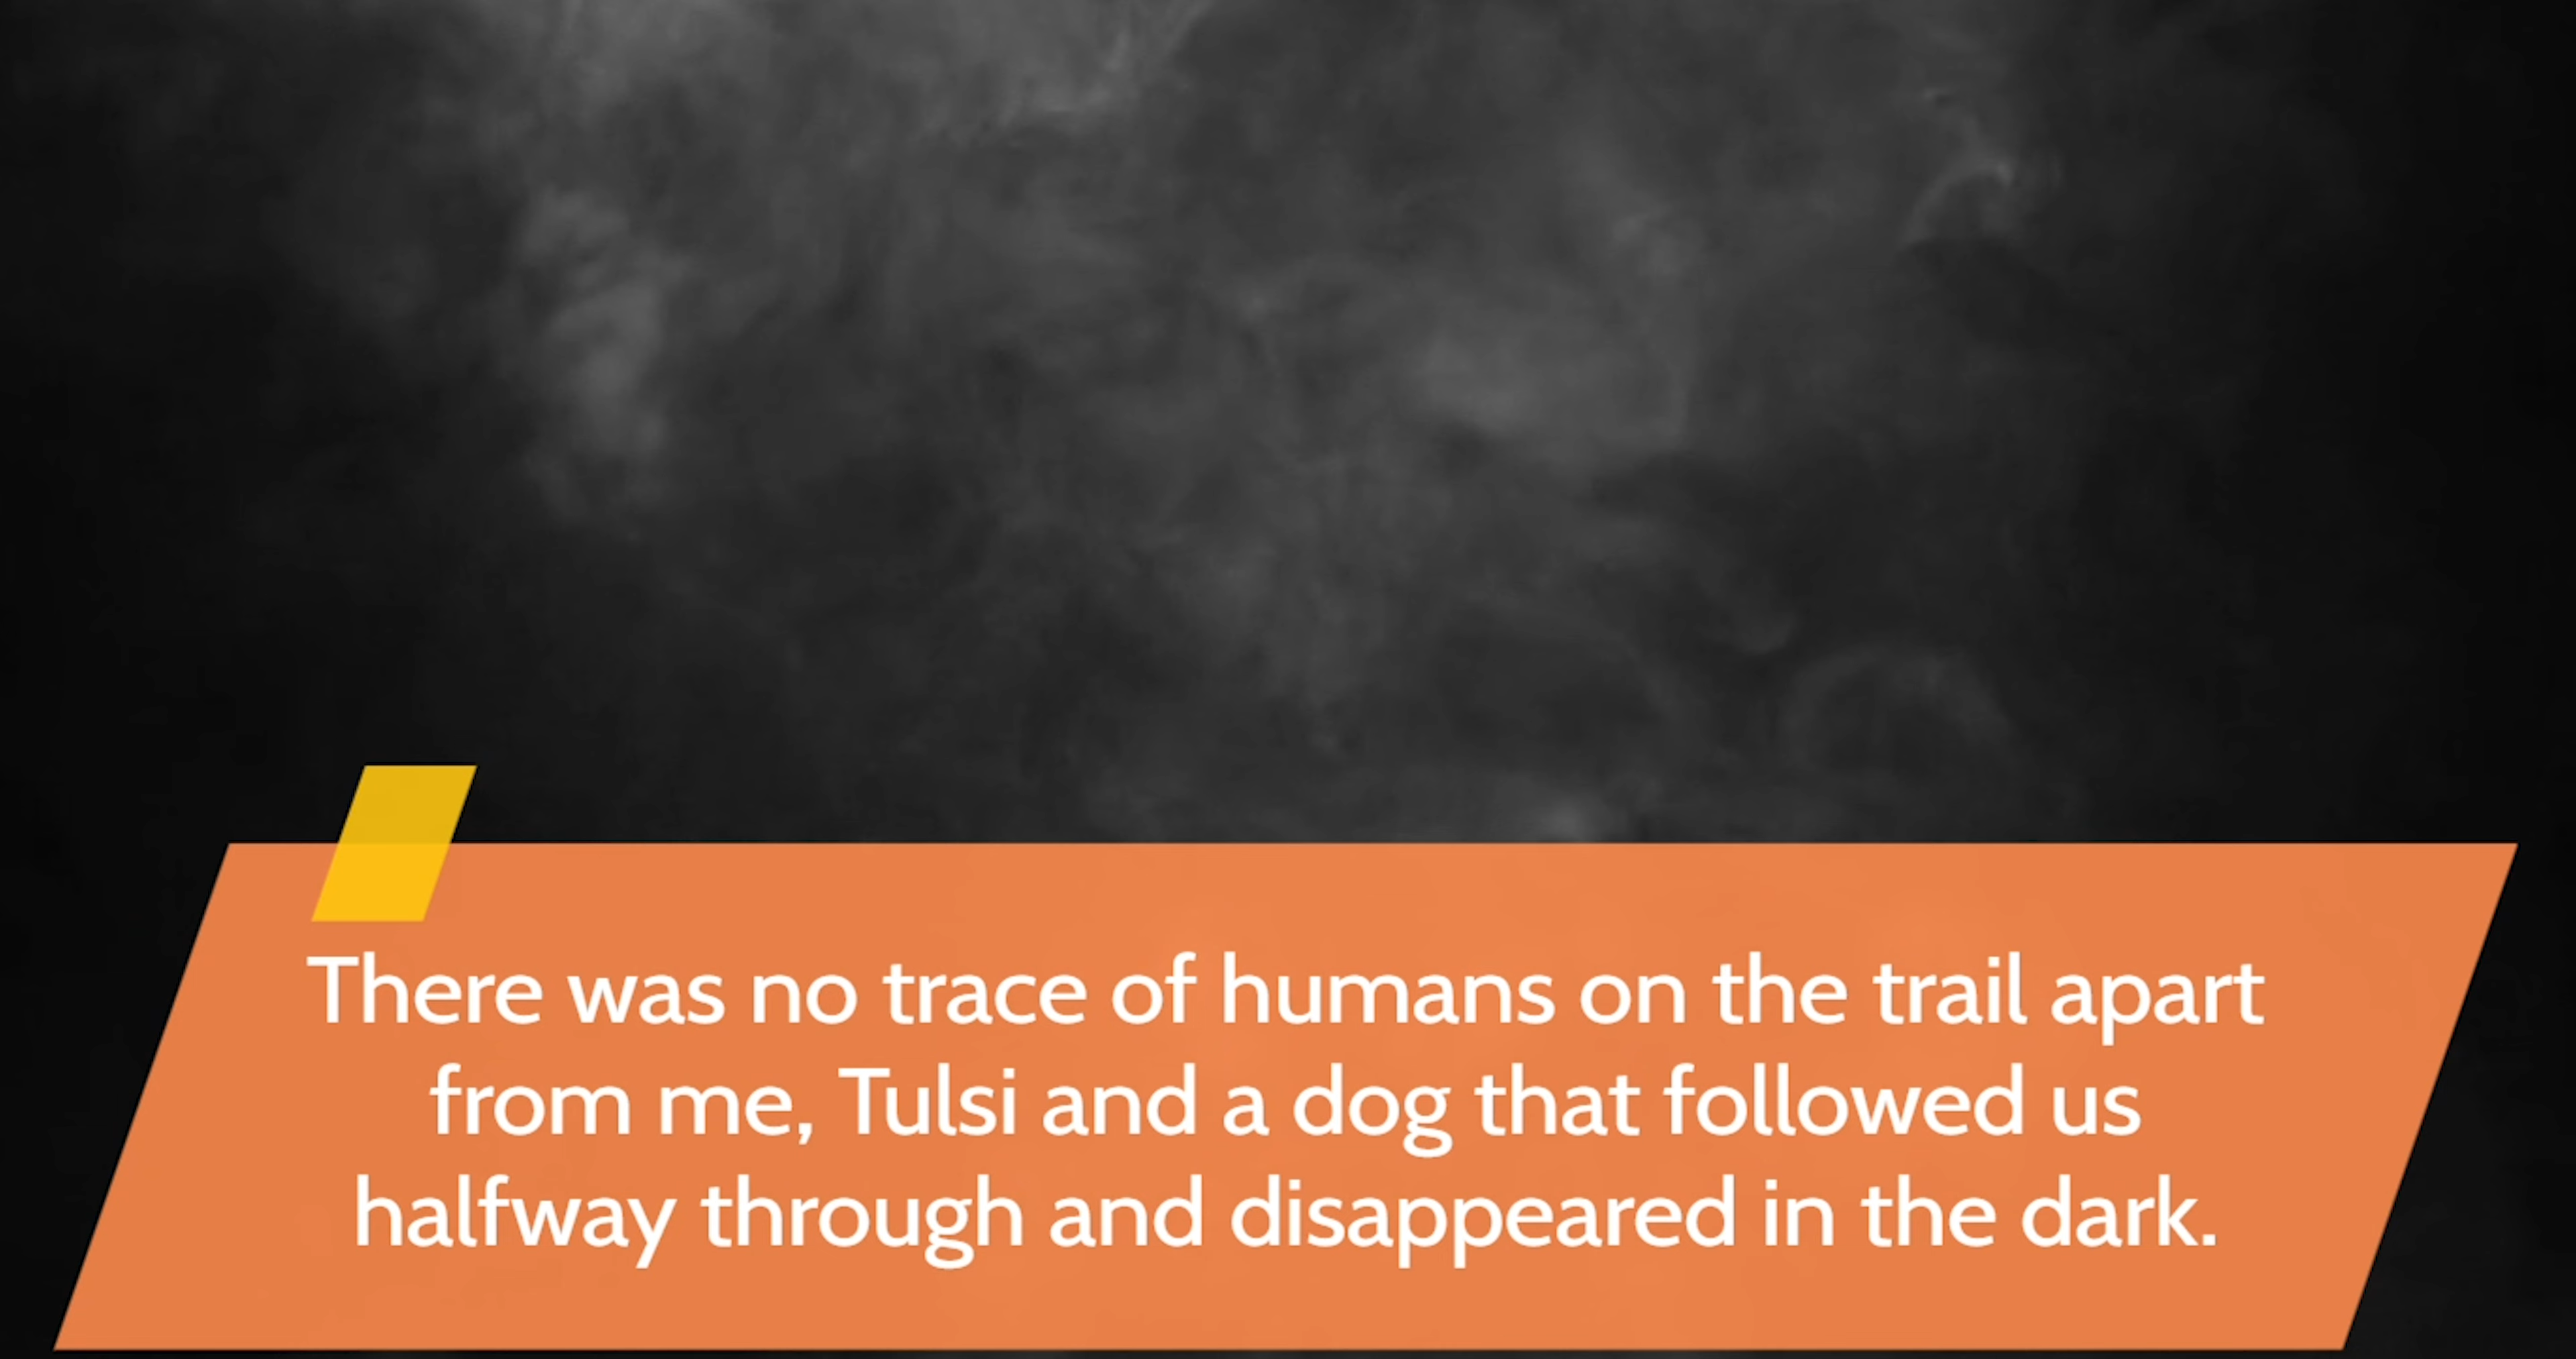 There was no trace of humans on the trail apart
from me, Tulsi and a dog that followed us
halfway through and disappeared in the dark.